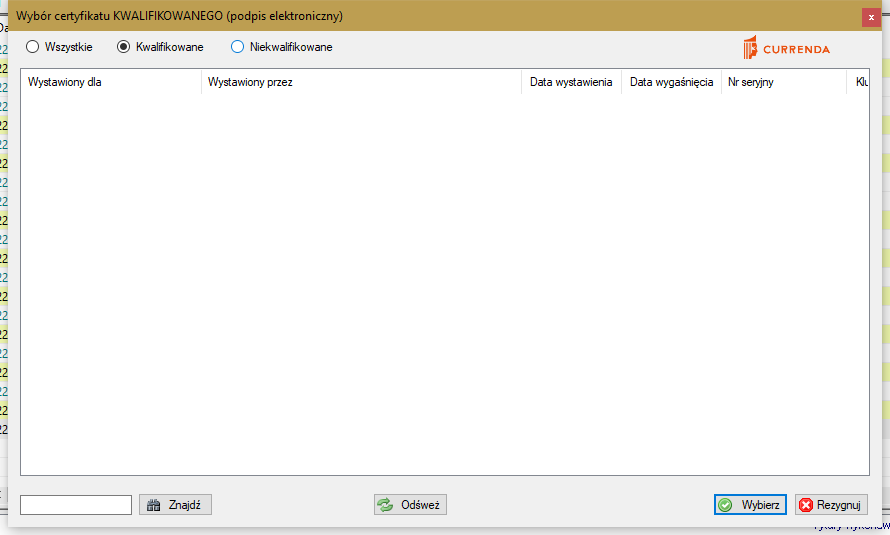 Wybór certyfikatu KWALIFIKOWANEGO (podpis elektroniczny)
Wszystkie Kwalifikowane Niekwalifikowane
CURRENDA
Wystawiony dla Wystawiony przez Data wystawienia Data wygaśnięcia Nr seryjny
Znajdź Odśwież Wybierz Rezygnuj